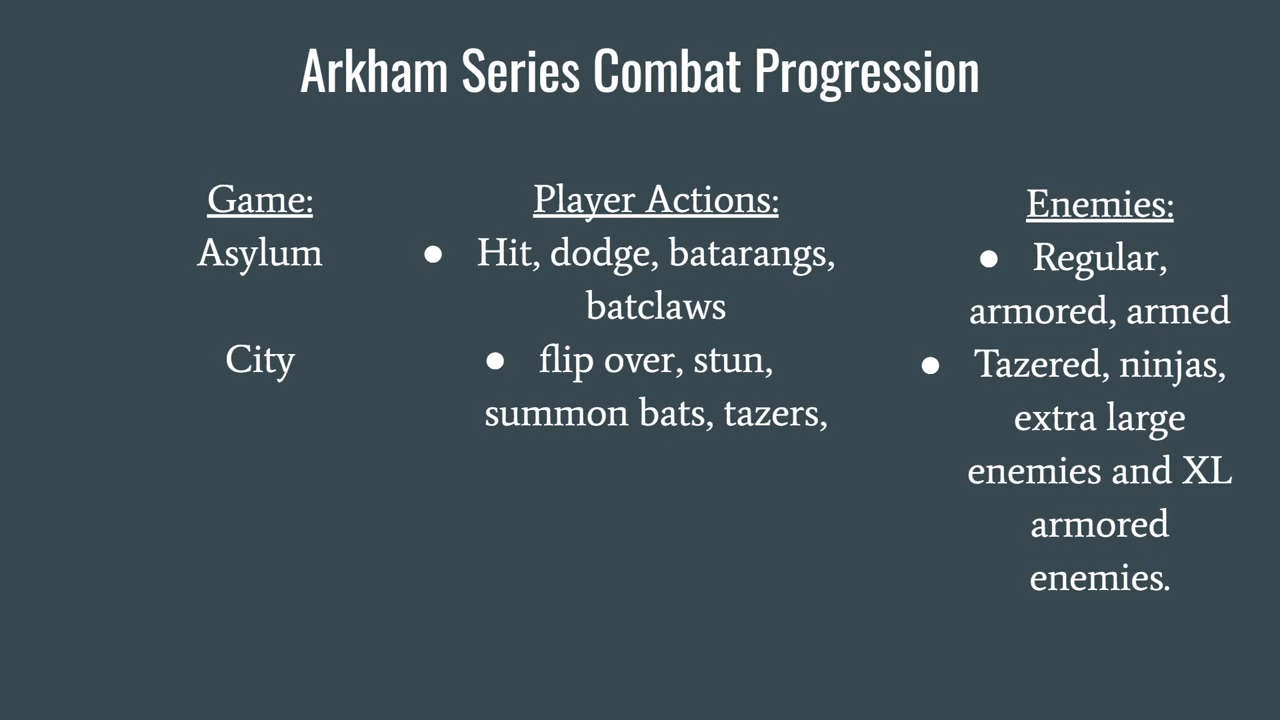 Arkham Series Combat Progression
Game:
Asylum
City
Player Actions:
● Hit, dodge, batarangs,
batclaws
● flip over, stun,
summon bats, tazers,
Enemies:
● Regular,
armored, armed
● Tazered, ninjas,
extra large
enemies and XL
armored
enemies.